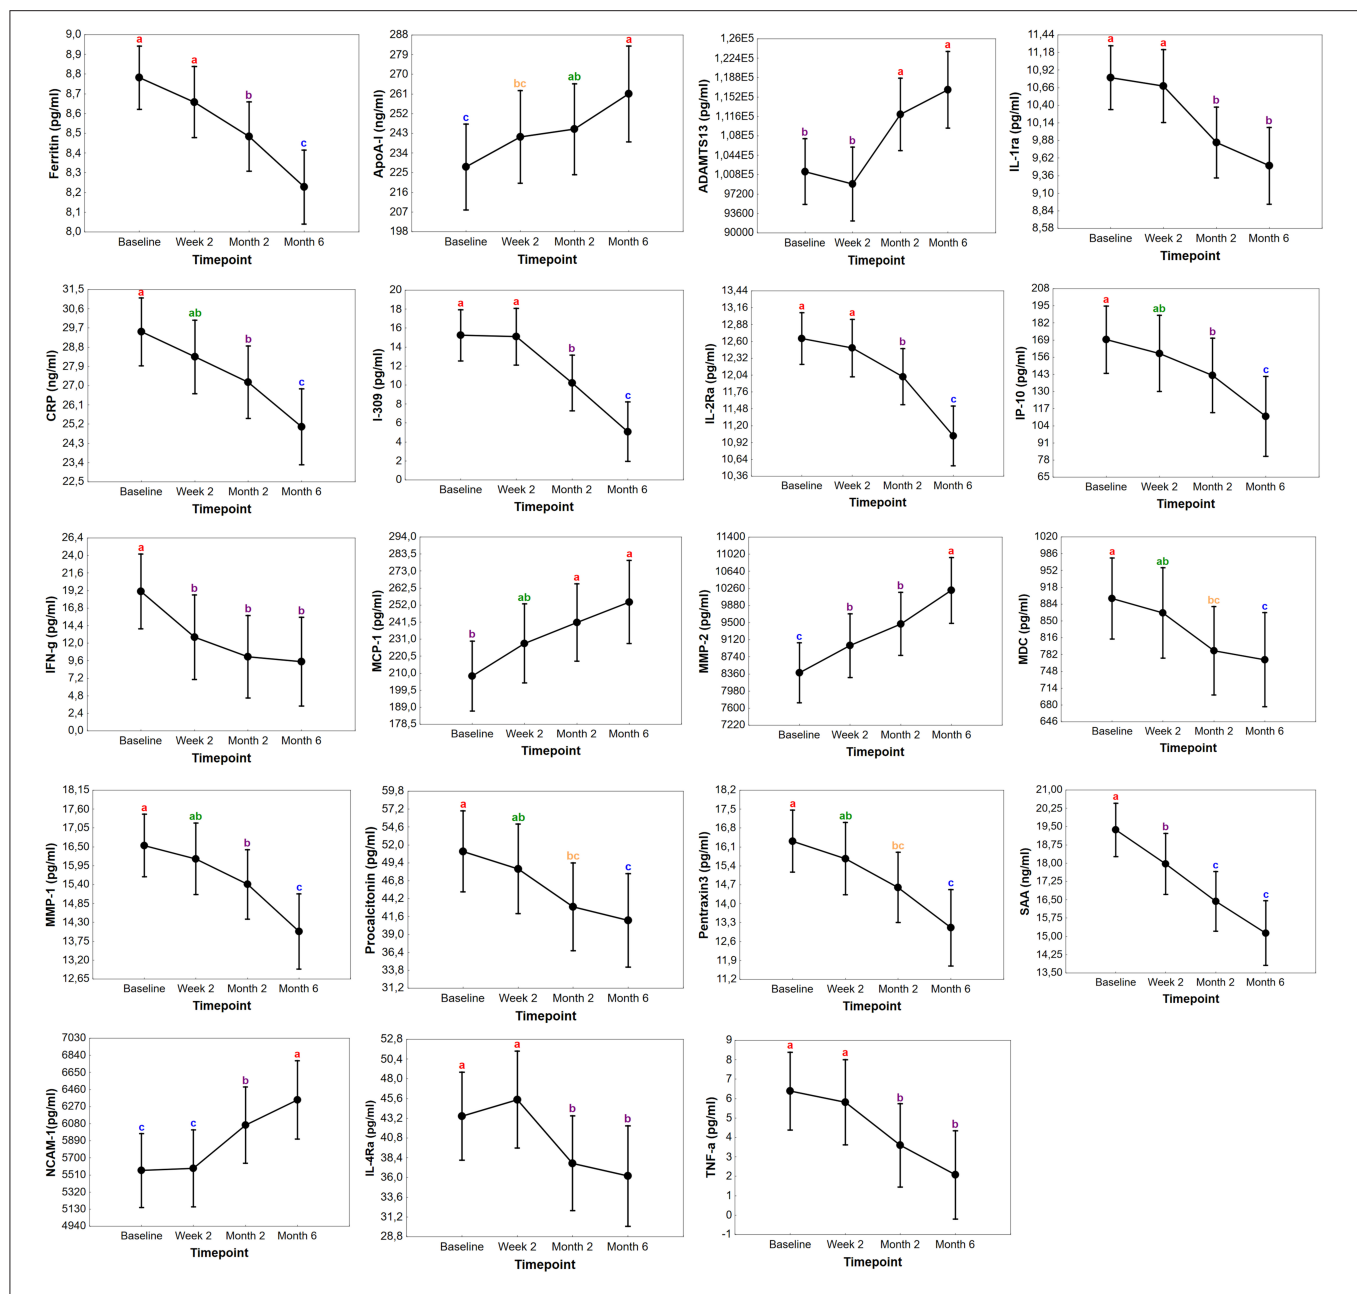 Ferritin (pg/ml)
9,0
8,9
8,8
8,7
8,6
8,5
8,4
8,3
8,2
8,1
8,0
a
a
b
c
Baseline Week 2 Month 2 Month 6
Timepoint
ApoA-I (ng/ml)
288
279
270
261
252
243
234
225
216
207
198
c
bc
ab
a
Baseline Week 2 Month 2 Month 6
Timepoint
ADAMTS13 (pg/ml)
1,26E5
1,224E5
1,188E5
1,152E5
1,116E5
1,08E5
1,044E5
1,008E5
97200
93600
90000
b
b
a
a
Baseline Week 2 Month 2 Month 6
Timepoint
IL-1ra (pg/ml)
11,44
11,18
10,92
10,66
10,40
10,14
9,88
9,62
9,36
9,10
8,84
8,58
a
a
b
b
Baseline Week 2 Month 2 Month 6
Timepoint
CRP (ng/ml)
31,5
30,6
29,7
28,8
27,9
27,0
26,1
25,2
24,3
23,4
22,5
a
ab
b
c
Baseline Week 2 Month 2 Month 6
Timepoint
I-309 (pg/ml)
20
18
16
14
12
10
8
6
4
2
0
a
a
b
c
Baseline Week 2 Month 2 Month 6
Timepoint
IL-2Ra (pg/ml)
13,44
13,16
12,88
12,60
12,32
12,04
11,76
11,48
11,20
10,92
10,64
10,36
a
a
b
c
Baseline Week 2 Month 2 Month 6
Timepoint
IP-10 (pg/ml)
208
195
182
169
156
143
130
117
104
91
78
65
a
ab
b
c
Baseline Week 2 Month 2 Month 6
Timepoint
IFN-g (pg/ml)
26,4
24,0
21,6
19,2
16,8
14,4
12,0
9,6
7,2
4,8
2,4
0,0
a
b
b
b
Baseline Week 2 Month 2 Month 6
Timepoint
MCP-1 (pg/ml)
294,0
283,5
273,0
262,5
252,0
241,5
231,0
220,5
210,0
199,5
189,0
178,5
b
ab
a
a
Baseline Week 2 Month 2 Month 6
Timepoint
MMP-2 (pg/ml)
11400
11020
10640
10260
9880
9500
9120
8740
8360
7980
7600
7220
c
b
b
a
Baseline Week 2 Month 2 Month 6
Timepoint
MDC (pg/ml)
1020
986
952
918
884
850
816
782
748
714
680
646
a
ab
bc
c
Baseline Week 2 Month 2 Month 6
Timepoint
MMP-1 (pg/ml)
18,15
17,60
17,05
16,50
15,95
15,40
14,85
14,30
13,75
13,20
12,65
a
ab
b
c
Baseline Week 2 Month 2 Month 6
Timepoint
Procalcitonin (pg/ml)
59,8
57,2
54,6
52,0
49,4
46,8
44,2
41,6
39,0
36,4
33,8
31,2
a
ab
bc
c
Baseline Week 2 Month 2 Month 6
Timepoint
Pentraxin3 (pg/ml)
18,2
17,5
16,8
16,1
15,4
14,7
14,0
13,3
12,6
11,9
11,2
a
ab
bc
c
Baseline Week 2 Month 2 Month 6
Timepoint
SAA (ng/ml)
21,00
20,25
19,50
18,75
18,00
17,25
16,50
15,75
15,00
14,25
13,50
a
b
c
c
Baseline Week 2 Month 2 Month 6
Timepoint
NCAM-1(pg/ml)
7030
6840
6650
6460
6270
6080
5890
5700
5510
5320
5130
4940
c
c
b
a
Baseline Week 2 Month 2 Month 6
Timepoint
IL-4Ra (pg/ml)
52,8
50,4
48,0
45,6
43,2
40,8
38,4
36,0
33,6
31,2
28,8
a
a
b
b
Baseline Week 2 Month 2 Month 6
Timepoint
TNF-a (pg/ml)
9
8
7
6
5
4
3
2
1
0
-1
a
a
b
b
Baseline Week 2 Month 2 Month 6
Timepoint